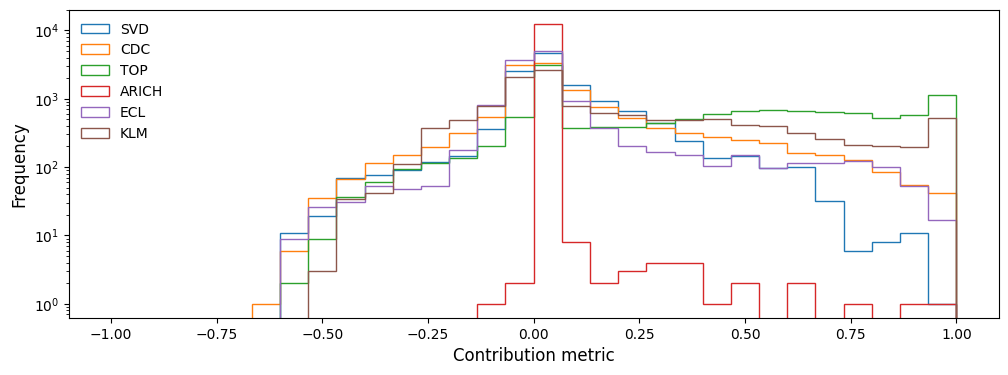 SVD
CDC
TOP
ARICH
ECL
KLM
Frequency
10⁴
10³
10²
10¹
10⁰
−1.00 −0.75 −0.50 −0.25 0.00 0.25 0.50 0.75 1.00
Contribution metric